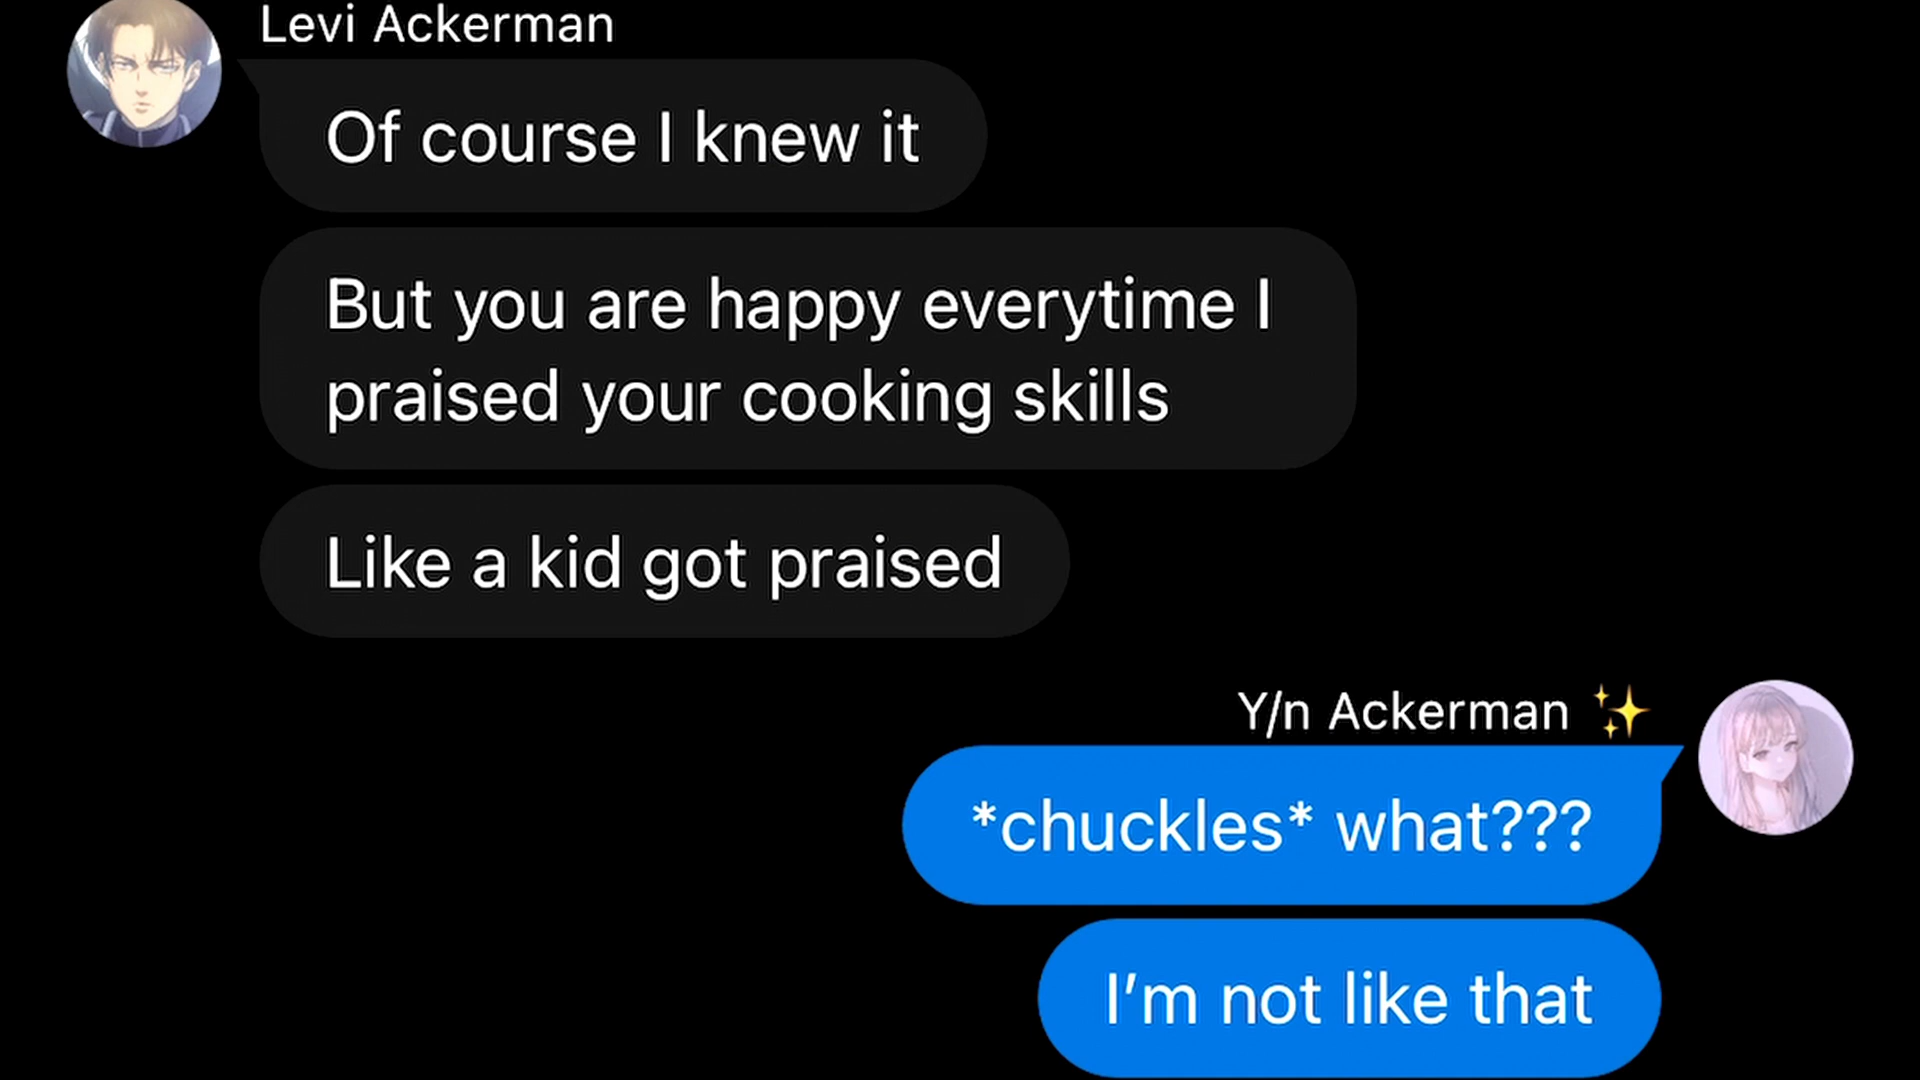 Levi Ackerman
Of course I knew it
But you are happy everytime I
praised your cooking skills
Like a kid got praised
Y/n Ackerman ✨
*chuckles* what???
I’m not like that